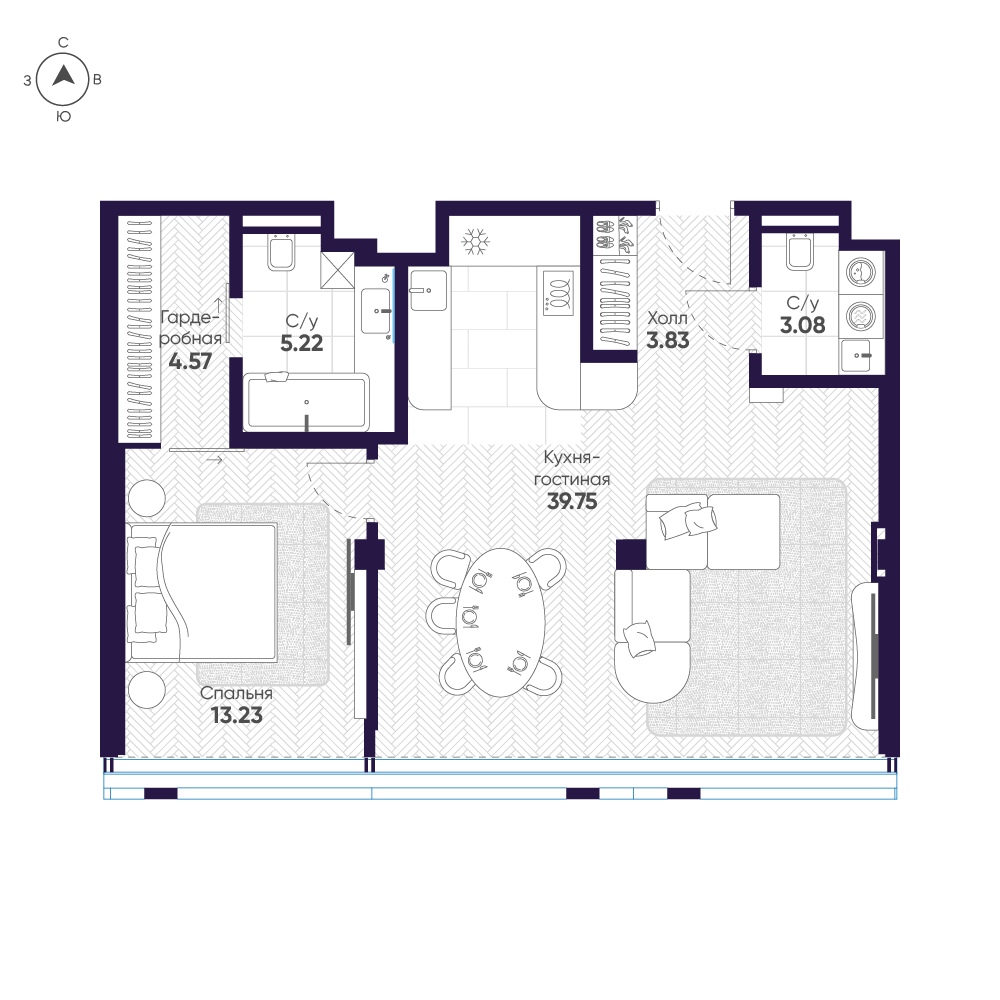 С
З
В
Ю
Гарде-
робная
4.57
С/у
5.22
Холл
3.83
С/у
3.08
Кухня-
гостиная
39.75
Спальня
13.23